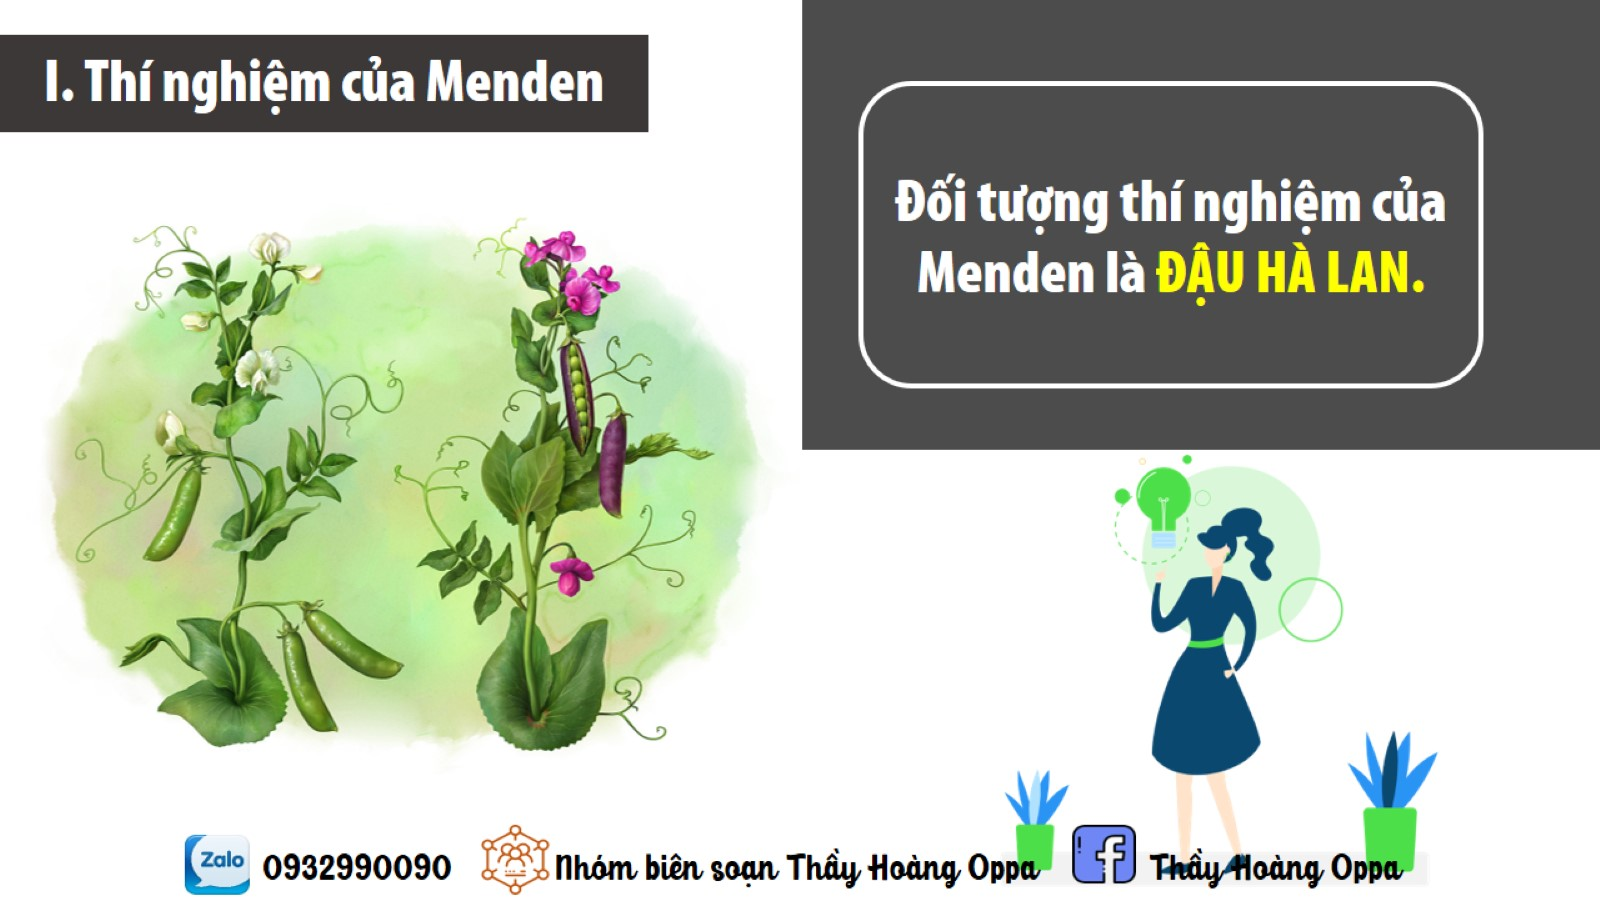 I. Thí nghiệm của Menden
Đối tượng thí nghiệm của
Menden là ĐẬU HÀ LAN.
Zalo 0932990090 Nhóm biên soạn Thầy Hoàng Oppa Thầy Hoàng Oppa